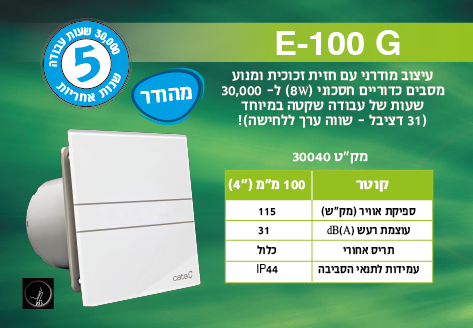 E-100 G
30,000 שעות עבודה
5
שנות אחריות
מהודר
עיצוב מודרני עם חזית זכוכית ומנוע
מסבים כדוריים חסכוני (8W) ל- 30,000
שעות של עבודה שקטה במיוחד
(31 דציבל - שווה ערך ללחישה)!
מק"ט 30040
קוטר 100 מ"מ ("4)
ספיקת אוויר (מק"ש) 115
עוצמת רעש dB(A) 31
תריס אחורי כלול
עמידות לתנאי הסביבה IP44
cata